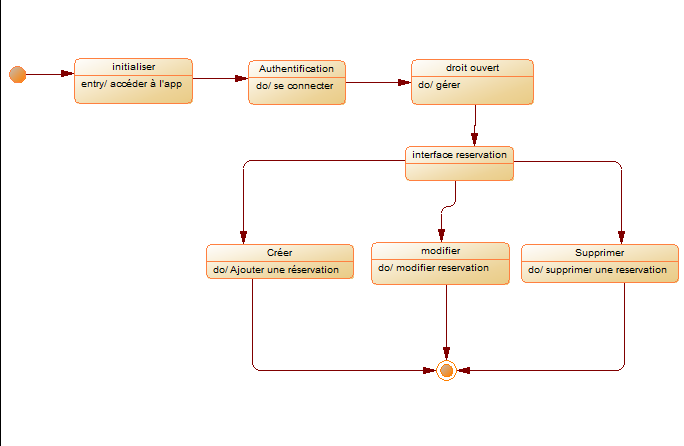 initialiser
entry/ accéder à l'app
Authentification
do/ se connecter
droit ouvert
do/ gérer
interface reservation
Créer
do/ Ajouter une réservation
modifier
do/ modifier reservation
Supprimer
do/ supprimer une reservation